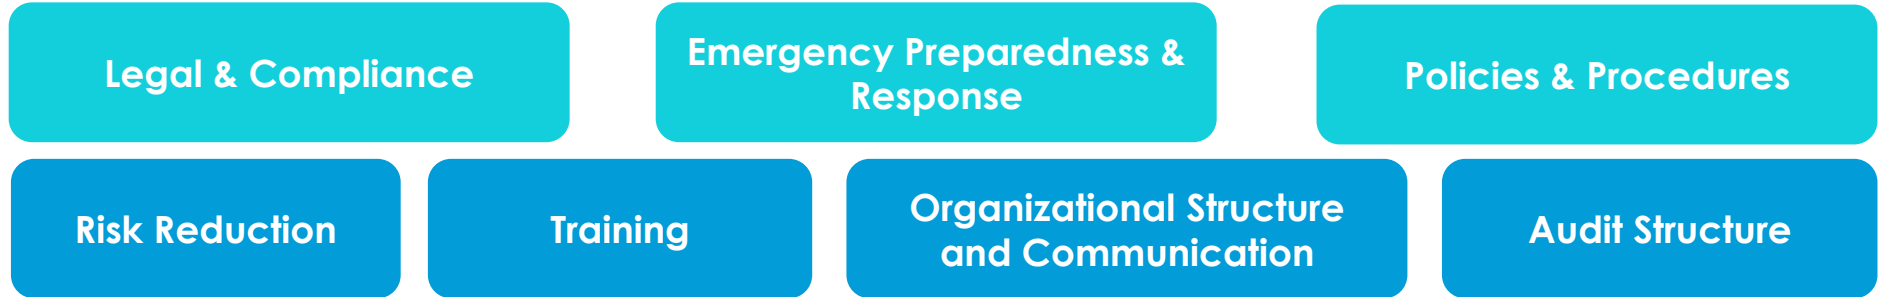 Legal & Compliance
Emergency Preparedness &
Response
Policies & Procedures
Risk Reduction
Training
Organizational Structure
and Communication
Audit Structure